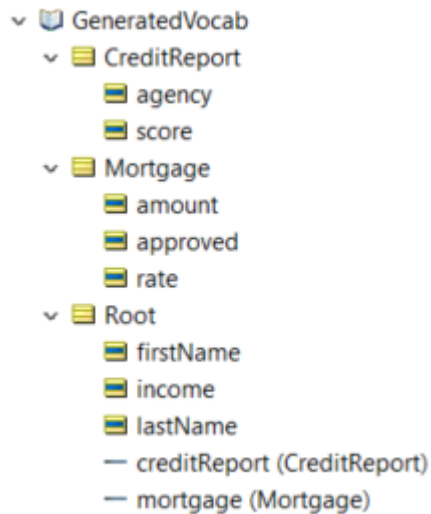 GeneratedVocab
CreditReport
agency
score
Mortgage
amount
approved
rate
Root
firstName
income
lastName
creditReport (CreditReport)
mortgage (Mortgage)